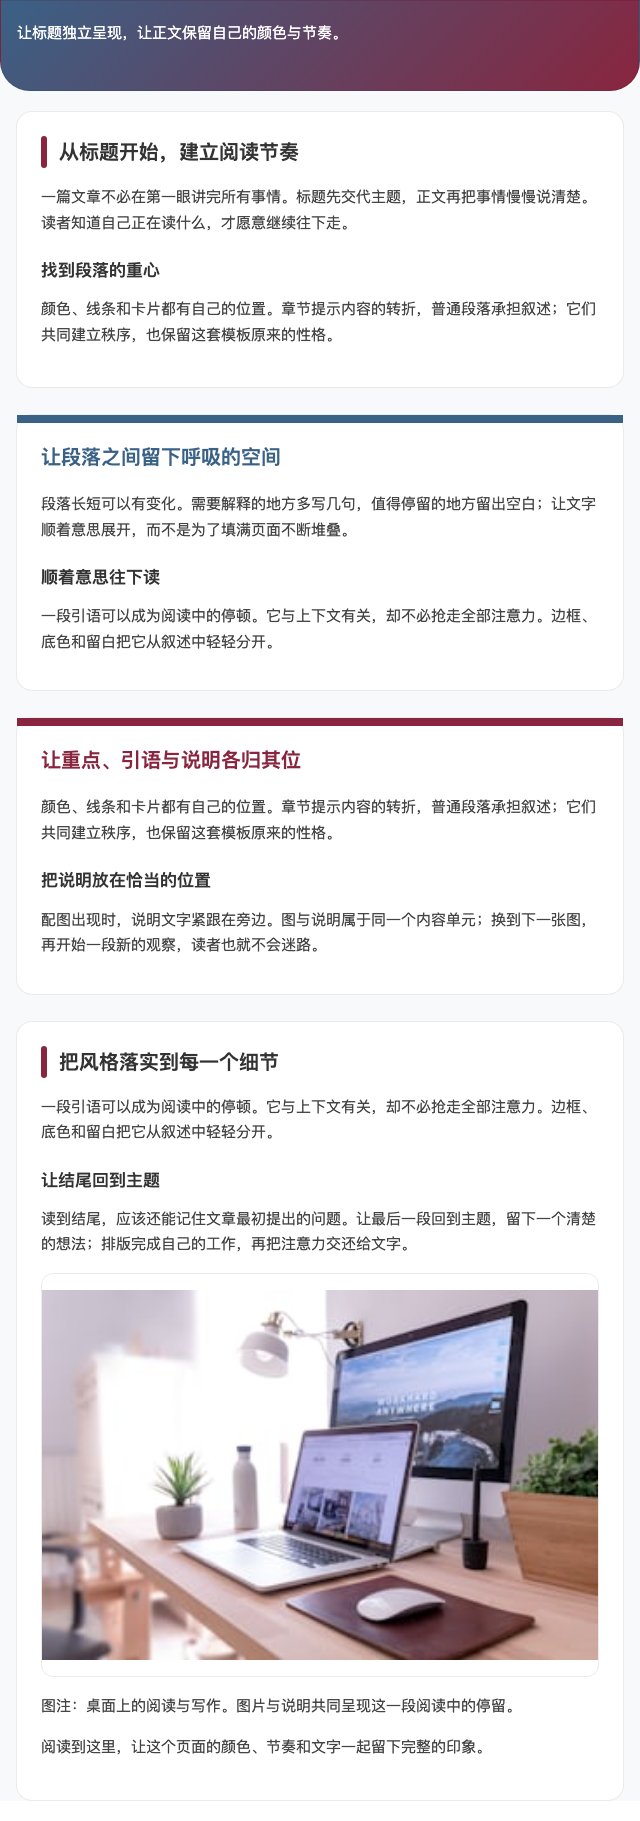 让标题独立呈现，让正文保留自己的颜色与节奏。
从标题开始，建立阅读节奏
一篇文章不必在第一眼讲完所有事情。标题先交代主题，正文再把事情慢慢说清楚。
读者知道自己正在读什么，才愿意继续往下走。
找到段落的重心
颜色、线条和卡片都有自己的位置。章节提示内容的转折，普通段落承担叙述；它们
共同建立秩序，也保留这套模板原来的性格。
让段落之间留下呼吸的空间
段落长短可以有变化。需要解释的地方多写几句，值得停留的地方留出空白；让文字
顺着意思展开，而不是为了填满页面不断堆叠。
顺着意思往下读
一段引语可以成为阅读中的停顿。它与上下文有关，却不必抢走全部注意力。边框、
底色和留白把它从叙述中轻轻分开。
让重点、引语与说明各归其位
颜色、线条和卡片都有自己的位置。章节提示内容的转折，普通段落承担叙述；它们
共同建立秩序，也保留这套模板原来的性格。
把说明放在恰当的位置
配图出现时，说明文字紧跟在旁边。图与说明属于同一个内容单元；换到下一张图，
再开始一段新的观察，读者也就不会迷路。
把风格落实到每一个细节
一段引语可以成为阅读中的停顿。它与上下文有关，却不必抢走全部注意力。边框、
底色和留白把它从叙述中轻轻分开。
让结尾回到主题
读到结尾，应该还能记住文章最初提出的问题。让最后一段回到主题，留下一个清楚
的想法；排版完成自己的工作，再把注意力交还给文字。
WORKHARD
ANYWHERE
图注：桌面上的阅读与写作。图片与说明共同呈现这一段阅读中的停留。
阅读到这里，让这个页面的颜色、节奏和文字一起留下完整的印象。